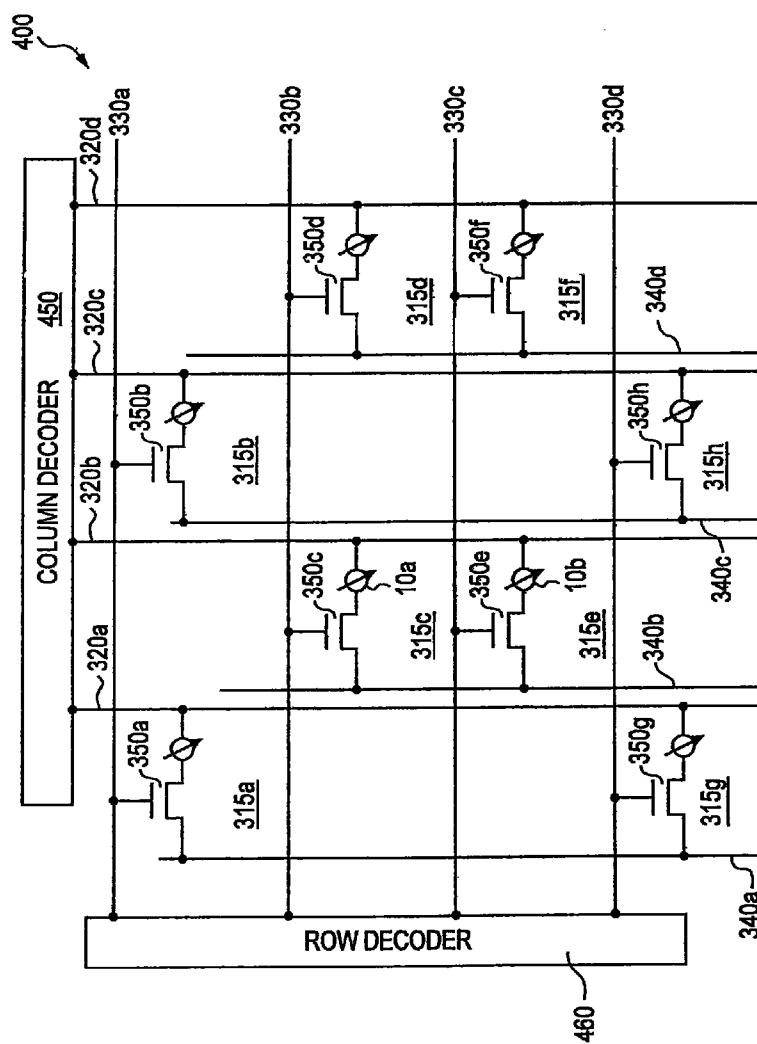 400
COLUMN DECODER
450
320a
320b
320c
320d
330a
350a
315a
350b
315b
330b
350c
10a
315c
350d
315d
330c
350e
10b
315e
350f
315f
340b
340d
330d
350g
315g
350h
315h
340a
340c
ROW DECODER
460